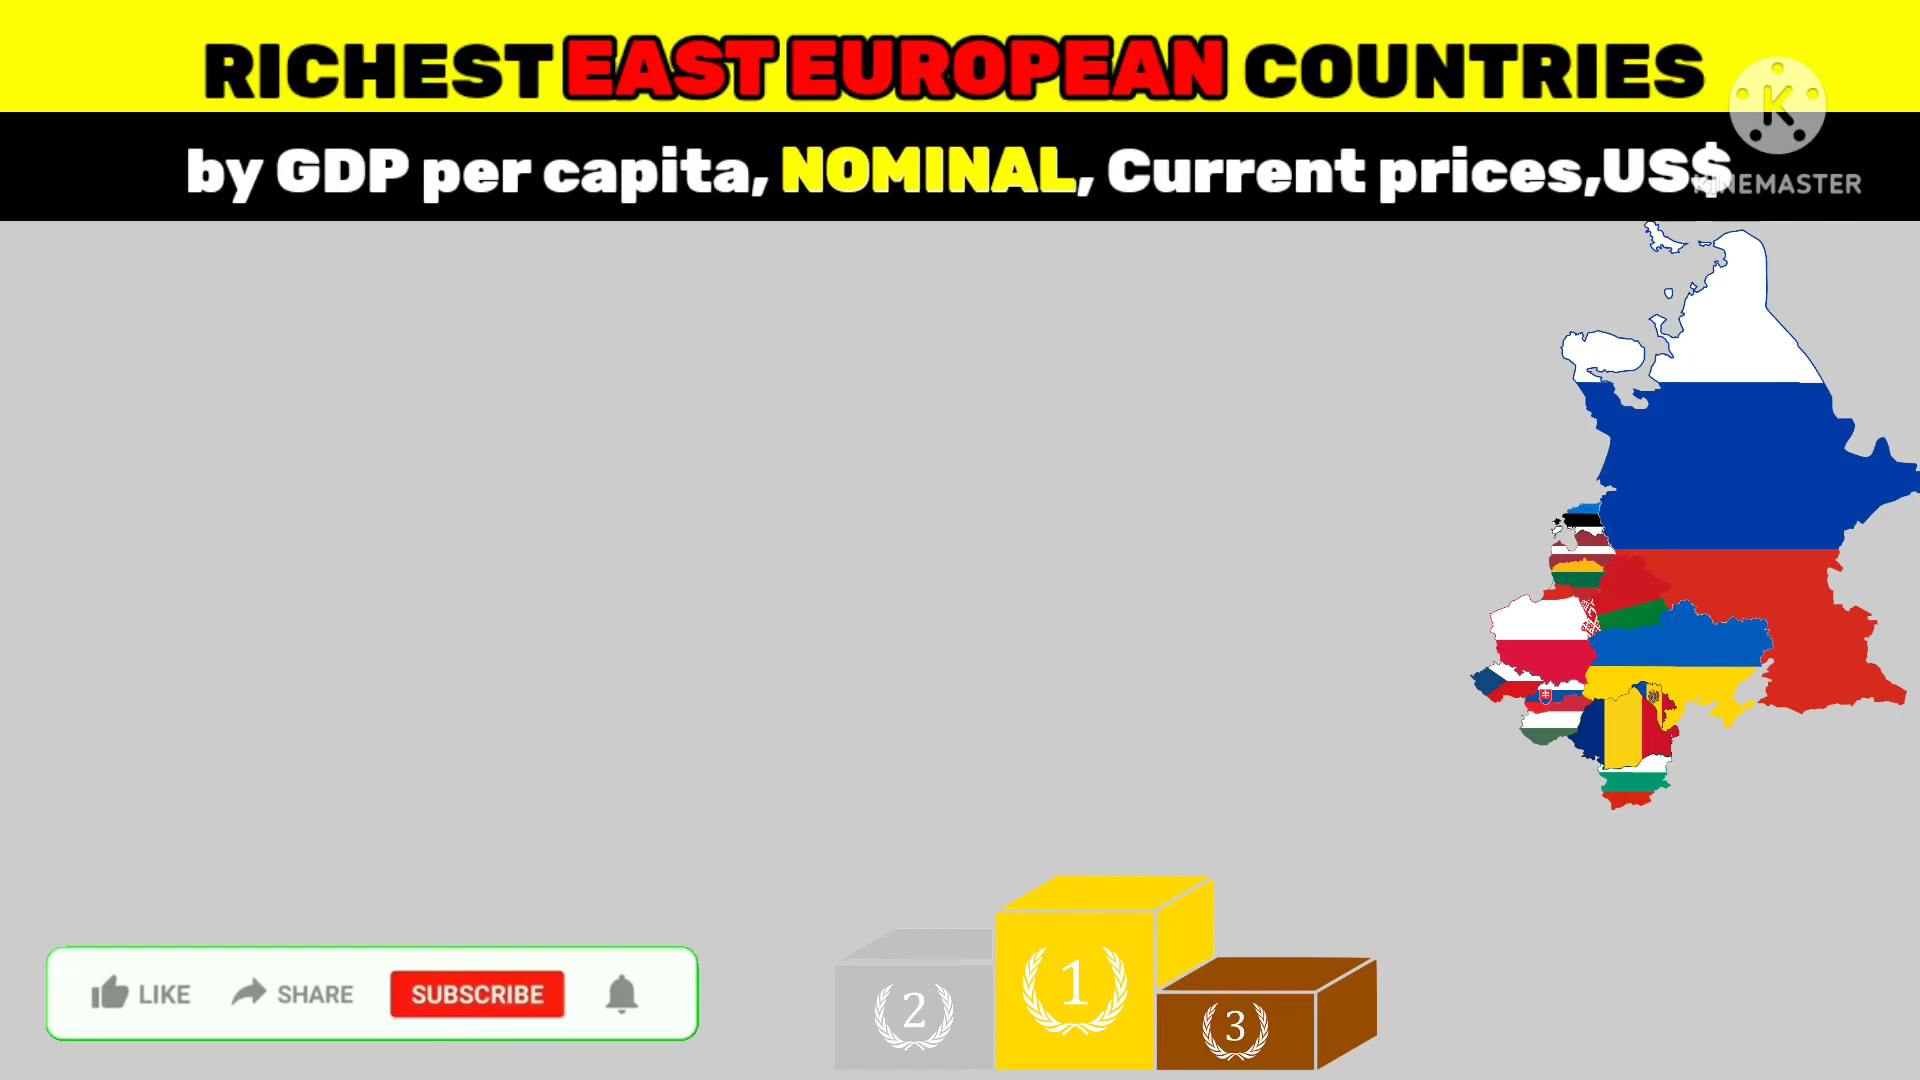 RICHEST EAST EUROPEAN COUNTRIES
by GDP per capita, NOMINAL, Current prices,US$
K
KINEMASTER
LIKE SHARE SUBSCRIBE
1
2
3